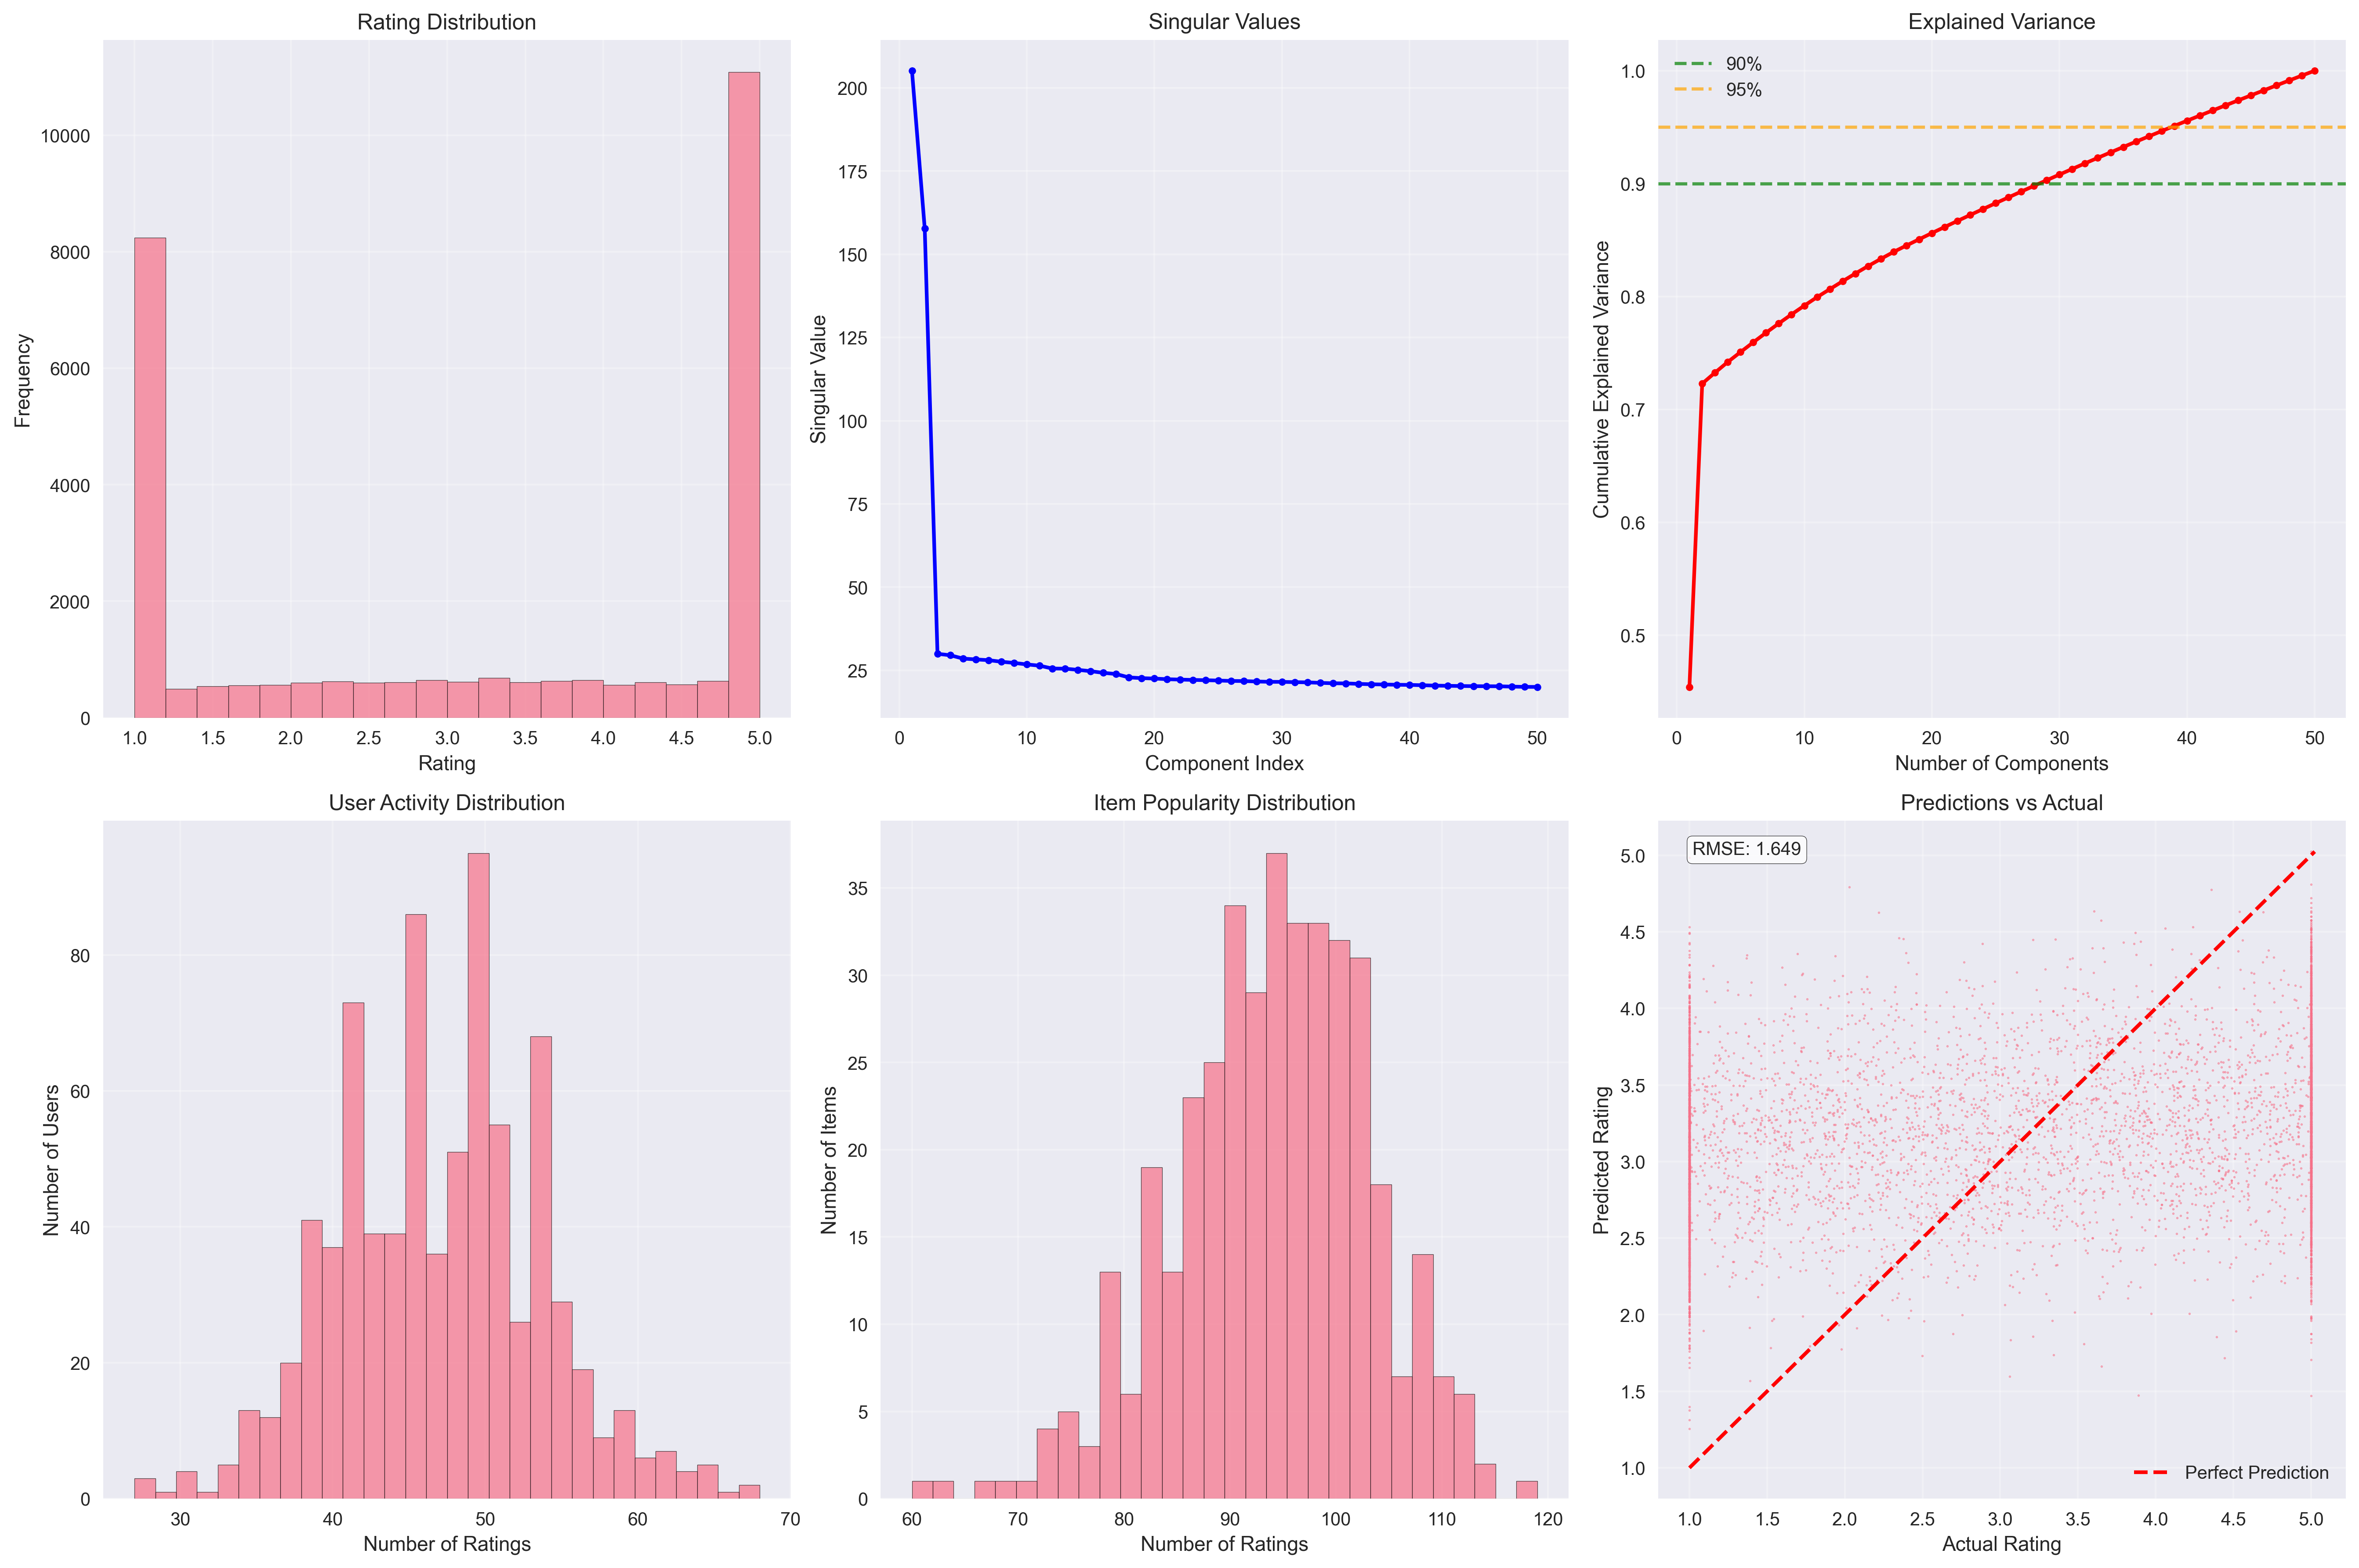 Rating Distribution
Frequency
10000
8000
6000
4000
2000
0
1.0 1.5 2.0 2.5 3.0 3.5 4.0 4.5 5.0
Rating
Singular Values
Singular Value
200
175
150
125
100
75
50
25
0 10 20 30 40 50
Component Index
Explained Variance
90%
95%
Cumulative Explained Variance
1.0
0.9
0.8
0.7
0.6
0.5
0 10 20 30 40 50
Number of Components
User Activity Distribution
Number of Users
80
60
40
20
0
30 40 50 60 70
Number of Ratings
Item Popularity Distribution
Number of Items
35
30
25
20
15
10
5
0
60 70 80 90 100 110 120
Number of Ratings
Predictions vs Actual
RMSE: 1.649
Predicted Rating
5.0
4.5
4.0
3.5
3.0
2.5
2.0
1.5
1.0
Perfect Prediction
1.0 1.5 2.0 2.5 3.0 3.5 4.0 4.5 5.0
Actual Rating